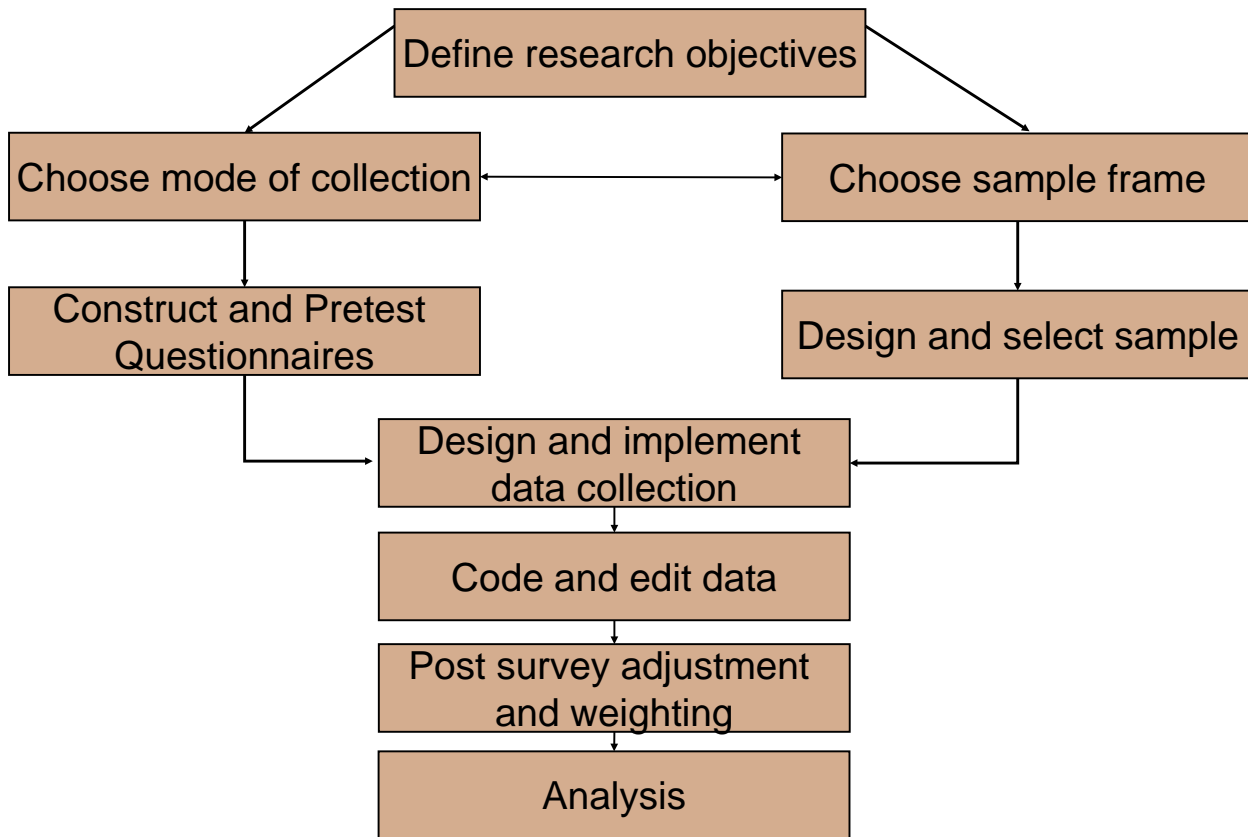 Define research objectives
Choose mode of collection
Choose sample frame
Construct and Pretest
Questionnaires
Design and select sample
Design and implement
data collection
Code and edit data
Post survey adjustment
and weighting
Analysis